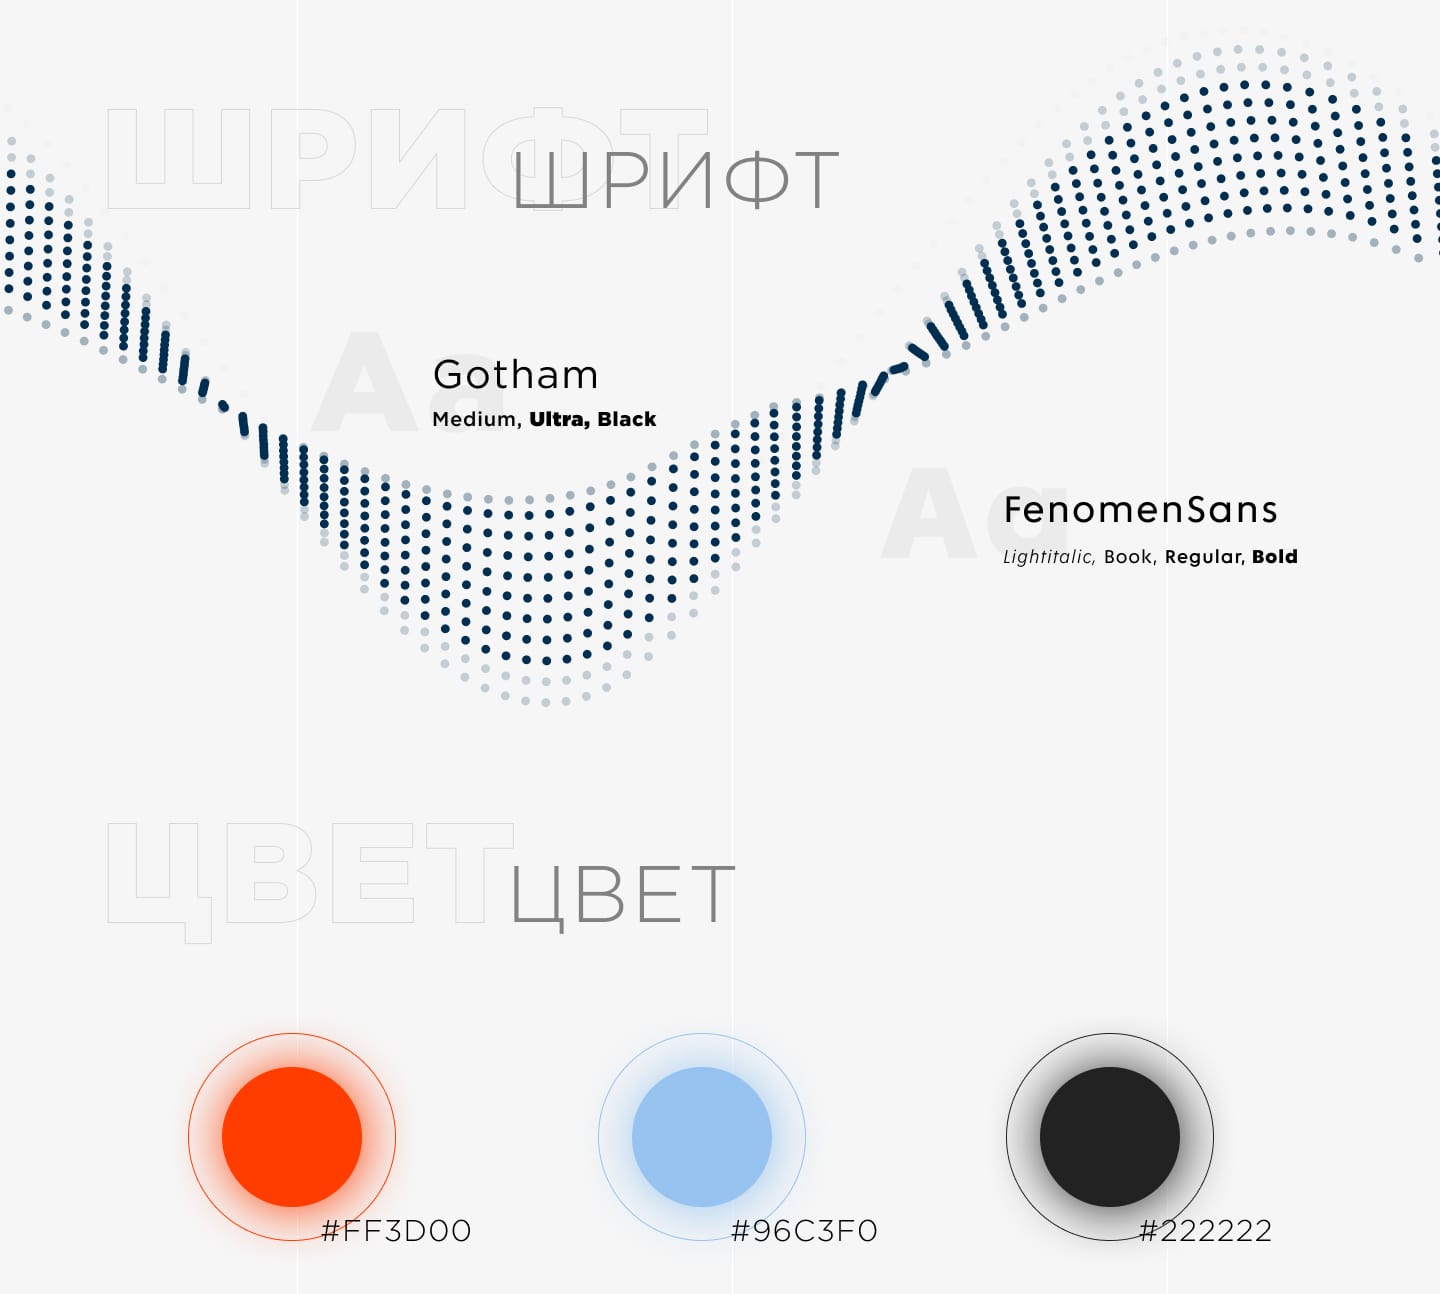 ШРИФТ
ШРИФТ
Aa
Gotham
Medium, Ultra, Black
Aa
FenomenSans
Lightitalic, Book, Regular, Bold
ЦВЕТ
ЦВЕТ
#FF3D00
#96C3F0
#222222